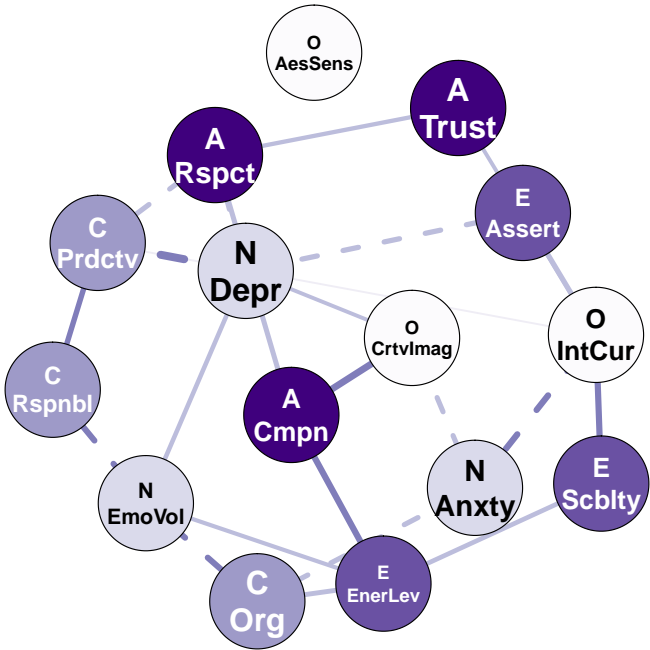 O
AesSens
A
Trust
A
Rspct
E
Assert
C
Prdctv
N
Depr
O
CrtvImag
O
IntCur
C
Rspnbl
A
Cmpn
N
Anxty
E
Scblty
N
EmoVol
C
Org
E
EnerLev